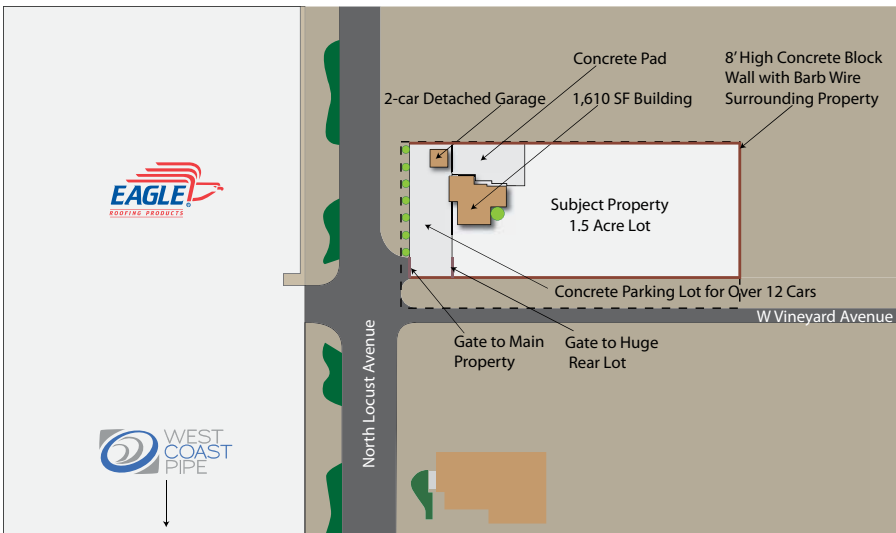 Concrete Pad
8’ High Concrete Block
Wall with Barb Wire
Surrounding Property
2-car Detached Garage
1,610 SF Building
EAGLE®
ROOFING PRODUCTS
Subject Property
1.5 Acre Lot
Concrete Parking Lot for Over 12 Cars
W Vineyard Avenue
Gate to Main
Property
Gate to Huge
Rear Lot
North Locust Avenue
WEST
COAST
PIPE